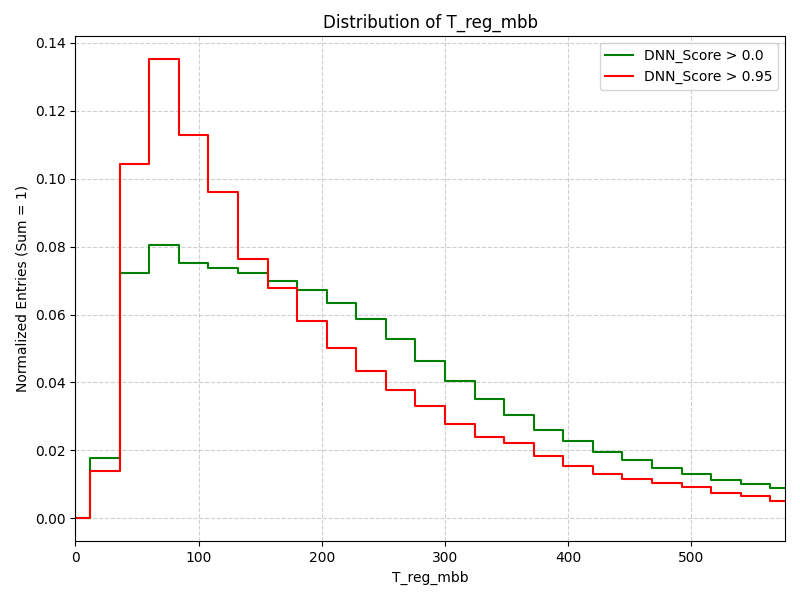 Distribution of T_reg_mbb
DNN_Score > 0.0
DNN_Score > 0.95
Normalized Entries (Sum = 1)
0.14
0.12
0.10
0.08
0.06
0.04
0.02
0.00
0 100 200 300 400 500
T_reg_mbb